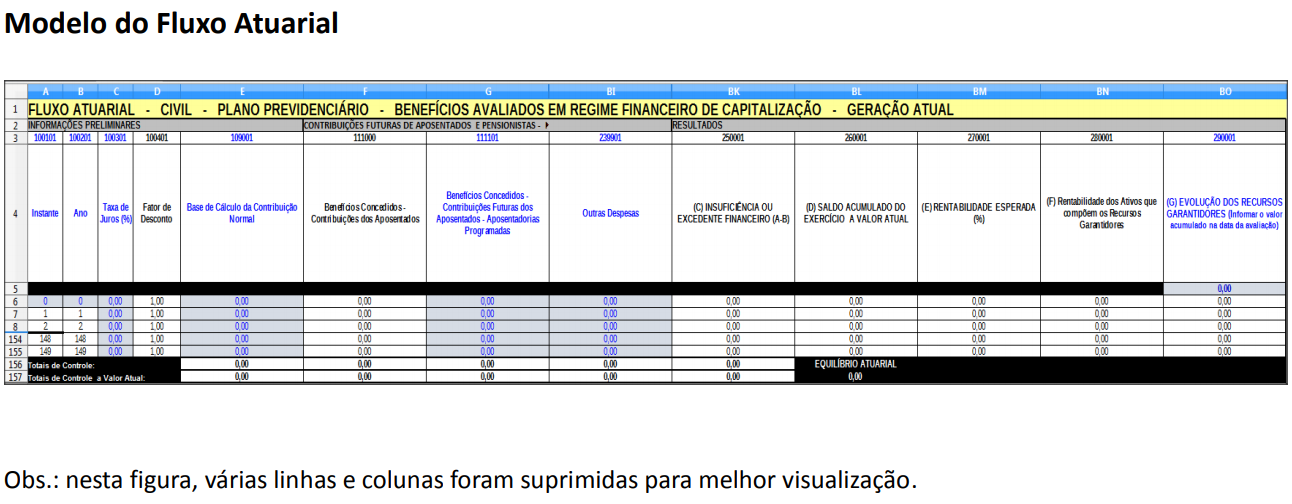 Modelo do Fluxo Atuarial
A B C D E F G BI BK BL BM BN BO
1 FLUXO ATUARIAL - CIVIL - PLANO PREVIDENCIÁRIO - BENEFÍCIOS AVALIADOS EM REGIME FINANCEIRO DE CAPITALIZAÇÃO - GERAÇÃO ATUAL
2 INFORMAÇÕES PRELIMINARES CONTRIBUIÇÕES FUTURAS DE APOSENTADOS E PENSIONISTAS - RESULTADOS
3 100101 100201 100301 100401 109001 111000 111101 239901 250001 260001 270001 280001 290001
4 Instante Ano Taxa de Juros (%) Fator de Desconto Base de Cálculo da Contribuição Normal Benefícios Concedidos - Contribuições dos Aposentados Benefícios Concedidos - Contribuições Futuras dos Aposentados - Aposentadorias Programadas Outras Despesas (C) INSUFICIÊNCIA OU EXCEDENTE FINANCEIRO (A-B) (D) SALDO ACUMULADO DO EXERCÍCIO A VALOR ATUAL (E) RENTABILIDADE ESPERADA (%) (F) Rentabilidade dos Ativos que compõem os Recursos Garantidores (G) EVOLUÇÃO DOS RECURSOS GARANTIDORES (Informar o valor acumulado na data da avaliação)
5 0,00
6 0 0 0,00 1,00 0,00 0,00 0,00 0,00 0,00 0,00 0,00 0,00 0,00
7 1 1 0,00 1,00 0,00 0,00 0,00 0,00 0,00 0,00 0,00 0,00 0,00
8 2 2 0,00 1,00 0,00 0,00 0,00 0,00 0,00 0,00 0,00 0,00 0,00
154 148 148 0,00 1,00 0,00 0,00 0,00 0,00 0,00 0,00 0,00 0,00 0,00
155 149 149 0,00 1,00 0,00 0,00 0,00 0,00 0,00 0,00 0,00 0,00 0,00
156 Totais de Controle: 0,00 0,00 0,00 0,00 0,00 EQUILÍBRIO ATUARIAL
157 Totais de Controle a Valor Atual: 0,00 0,00 0,00 0,00 0,00 0,00
Obs.: nesta figura, várias linhas e colunas foram suprimidas para melhor visualização.